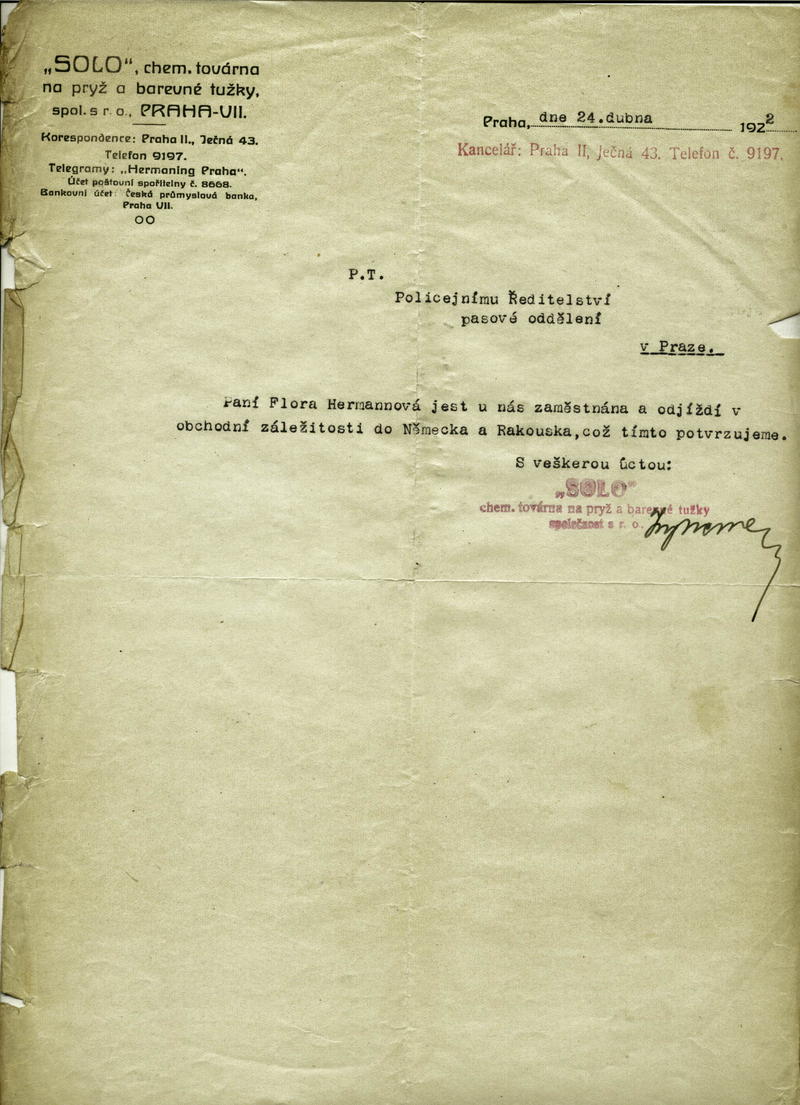 „SOLO“, chem. továrna
na pryž a barevné tužky,
spol. s r. o., PRAHA-VII.
Korespondence: Praha II., Ječná 43.
Telefon 9197.
Telegramy: „Hermaning Praha“.
Účet poštovní spořitelny č. 8668.
Bankovní účet: Česká průmyslová banka,
Praha VII.
Praha, dne 24.dubna 1922
Kancelář: Praha II, Ječná 43. Telefon č. 9197.
P.T.
Policejnímu Ředitelství
pasové oddělení
v Praze.
Paní Flora Hermannová jest u nás zaměstnána a odjíždí v
obchodní záležitosti do Německa a Rakouska,což tímto potvrzujeme.
S veškerou úctou:
„SOLO“
chem. továrna na pryž a barevné tužky
společnost s r. o.